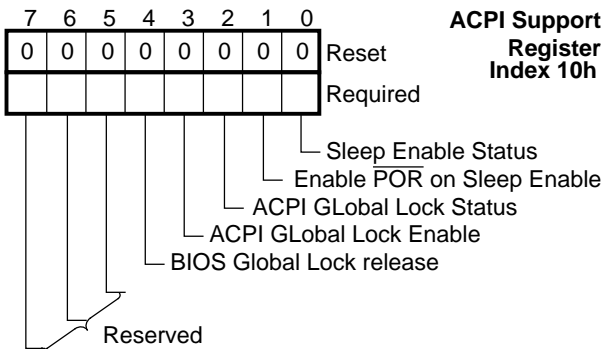 7 6 5 4 3 2 1 0
ACPI Support
Register
Index 10h
0 0 0 0 0 0 0 0 Reset
Required
Sleep Enable Status
Enable P̅O̅R̅ on Sleep Enable
ACPI GLobal Lock Status
ACPI GLobal Lock Enable
BIOS Global Lock release
Reserved